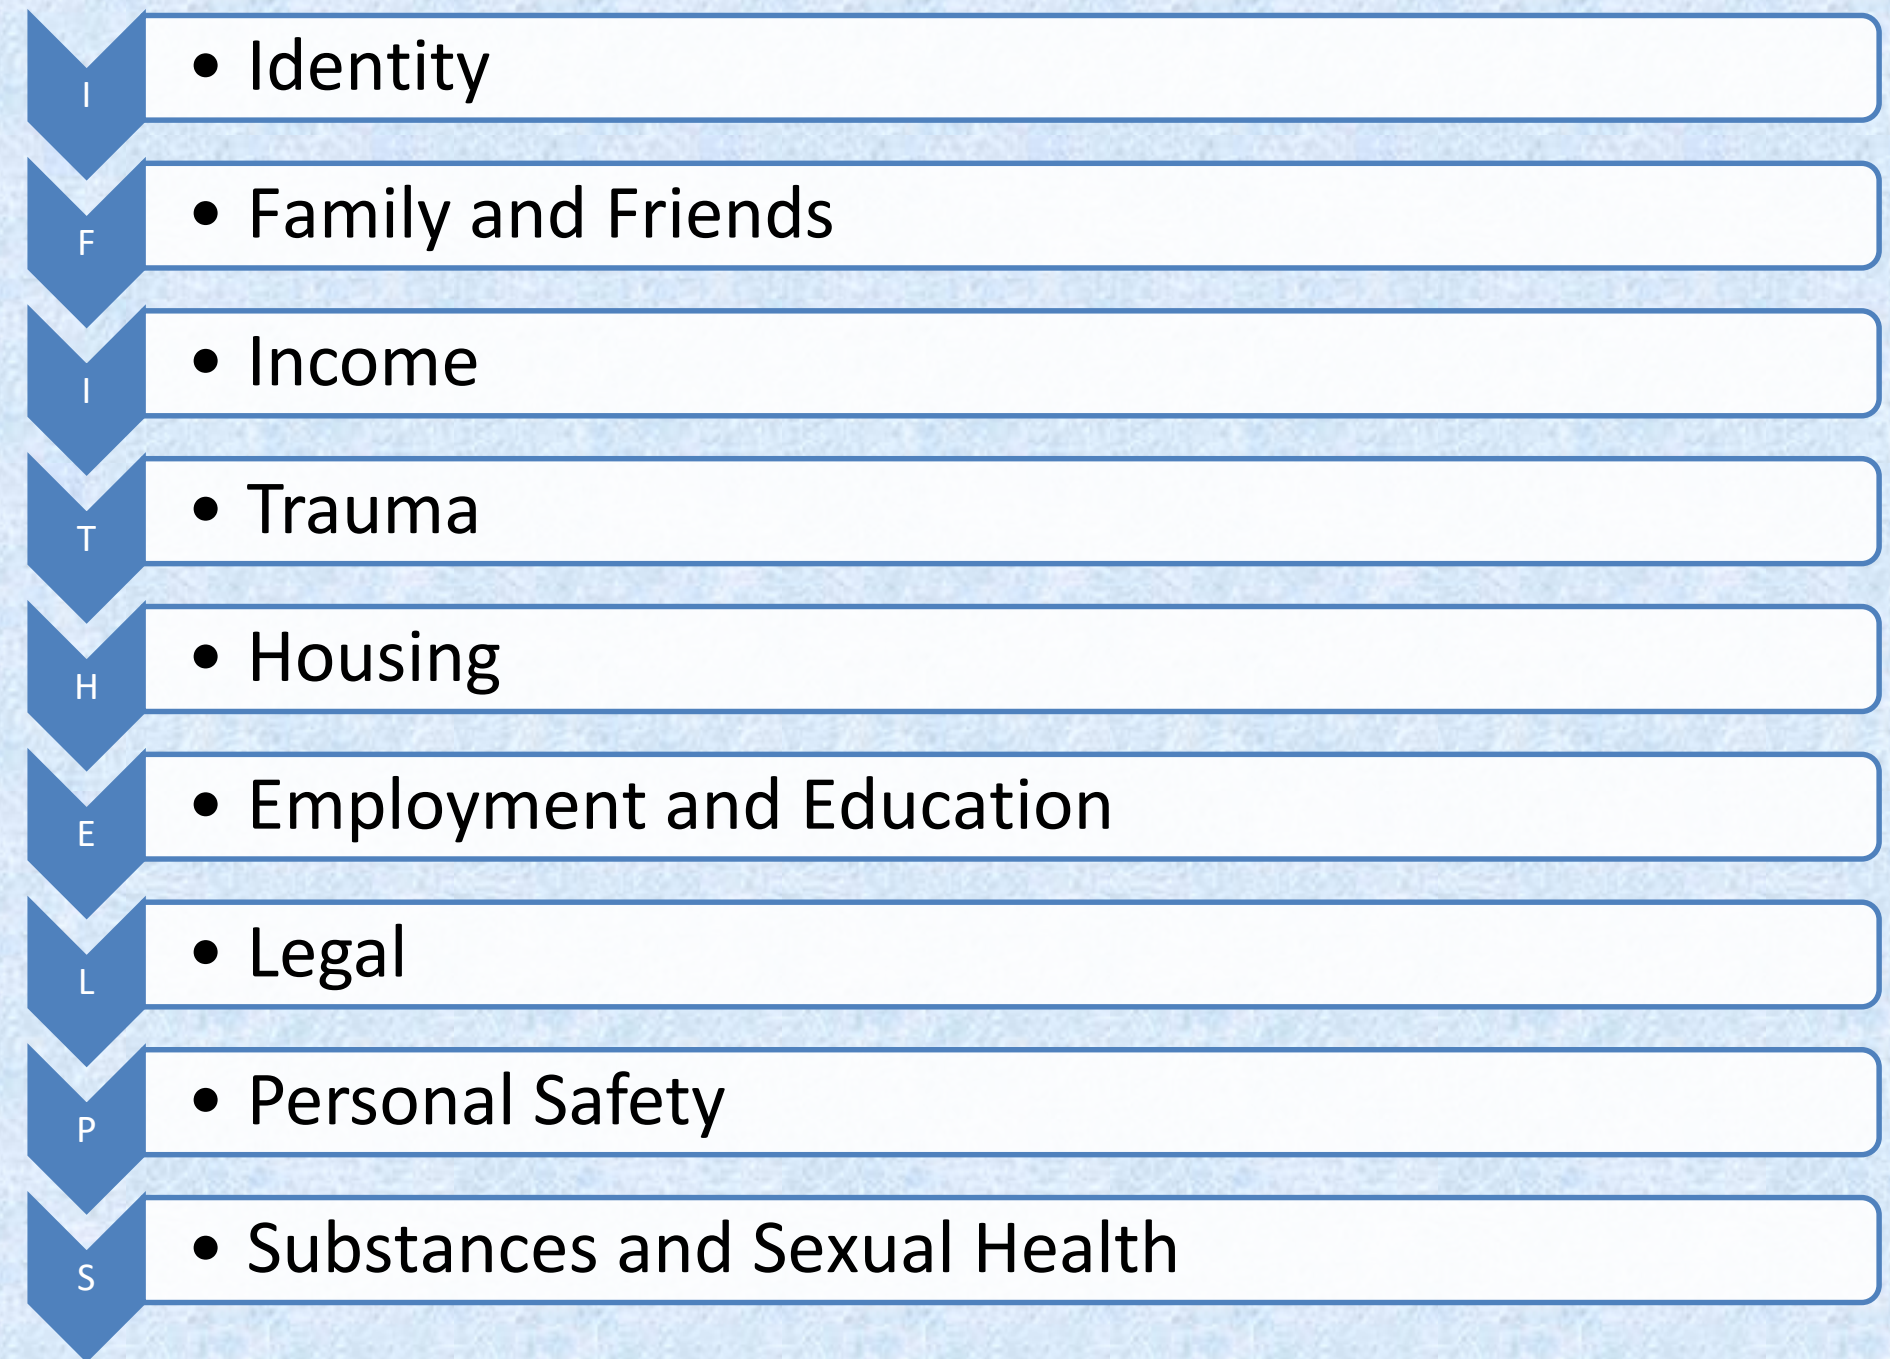 I
• Identity
F
• Family and Friends
I
• Income
T
• Trauma
H
• Housing
E
• Employment and Education
L
• Legal
P
• Personal Safety
S
• Substances and Sexual Health